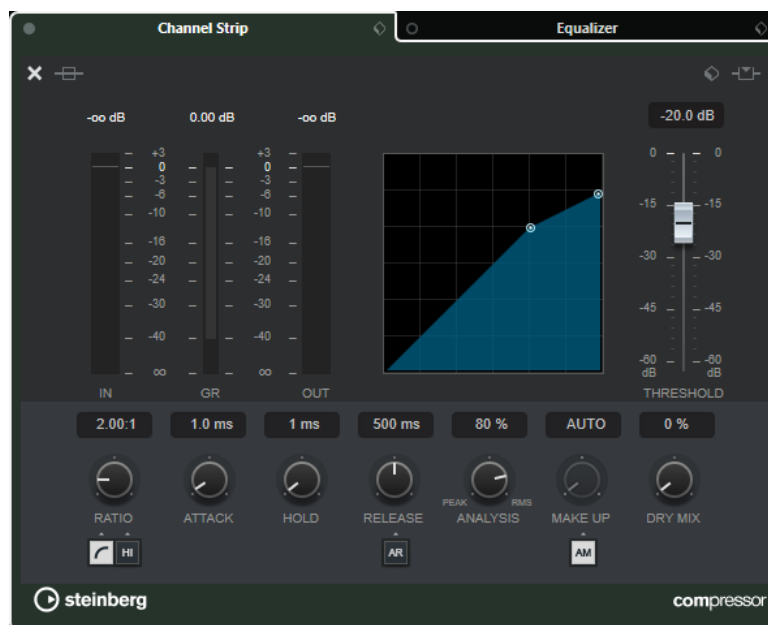 Channel Strip Equalizer
-oo dB 0.00 dB -oo dB -20.0 dB
+3 +3
0 0 0 0
-3 -3
-6 -6
-10 -10
-15 -15
-16 -16
-20 -20
-24 -24
-30 -30 -30 -30
-40 -40
-45 -45
-60 -60
∞ ∞ dB dB
IN GR OUT THRESHOLD
2.00:1 1.0 ms 1 ms 500 ms 80 % AUTO 0 %
PEAK RMS
RATIO ATTACK HOLD RELEASE ANALYSIS MAKE UP DRY MIX
HI AR AM
steinberg compressor